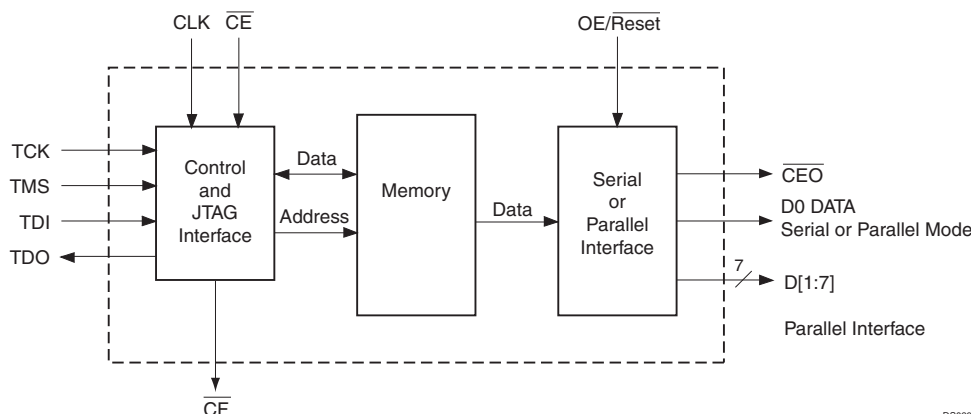 CLK
CE
OE/Reset
TCK
TMS
TDI
TDO
Control
and
JTAG
Interface
Data
Address
Memory
Data
Serial
or
Parallel
Interface
CEO
D0 DATA
Serial or Parallel Mode
7
D[1:7]
Parallel Interface
CF